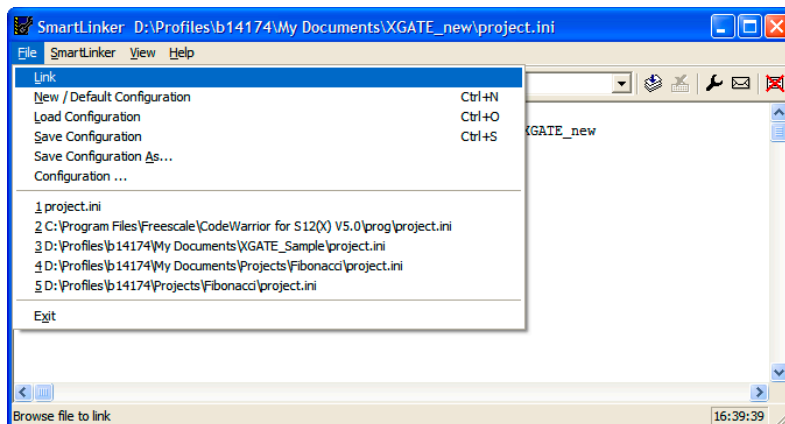 SmartLinker D:\Profiles\b14174\My Documents\XGATE_new\project.ini
File SmartLinker View Help
Link
New / Default Configuration Ctrl+N
Load Configuration Ctrl+O
Save Configuration Ctrl+S
Save Configuration As...
Configuration ...
XGATE_new
1 project.ini
2 C:\Program Files\Freescale\CodeWarrior for S12(X) V5.0\prog\project.ini
3 D:\Profiles\b14174\My Documents\XGATE_Sample\project.ini
4 D:\Profiles\b14174\My Documents\Projects\Fibonacci\project.ini
5 D:\Profiles\b14174\Projects\Fibonacci\project.ini
Exit
Browse file to link 16:39:39